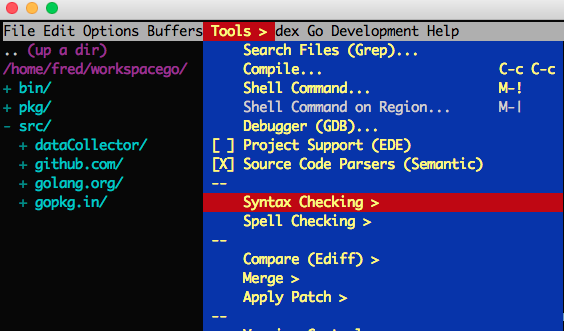 File Edit Options Buffers Tools > dex Go Development Help
.. (up a dir)
/home/fred/workspacego/
+ bin/
+ pkg/
- src/
+ dataCollector/
+ github.com/
+ golang.org/
+ gopkg.in/
Search Files (Grep)...
Compile... C-c C-c
Shell Command... M-!
Shell Command on Region... M-|
Debugger (GDB)...
[ ] Project Support (EDE)
[X] Source Code Parsers (Semantic)
--
Syntax Checking >
Spell Checking >
--
Compare (Ediff) >
Merge >
Apply Patch >
--